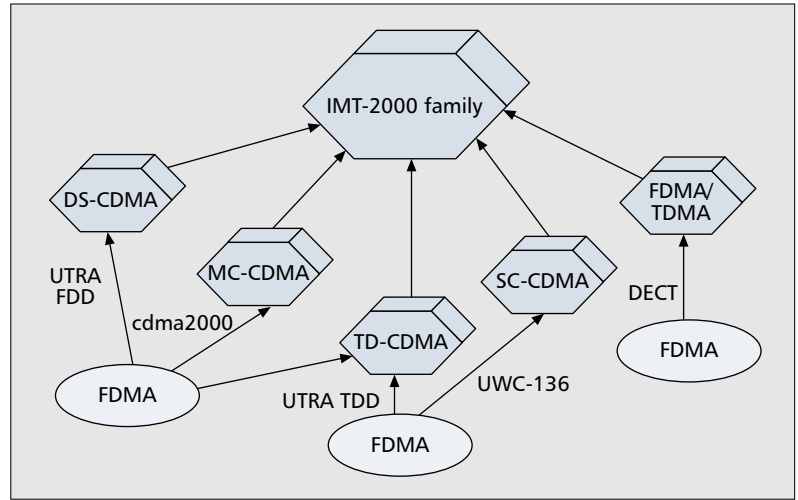 IMT-2000 family
DS-CDMA
FDMA/
TDMA
MC-CDMA
SC-CDMA
UTRA
FDD
DECT
cdma2000
TD-CDMA
FDMA
FDMA
UTRA TDD
UWC-136
FDMA